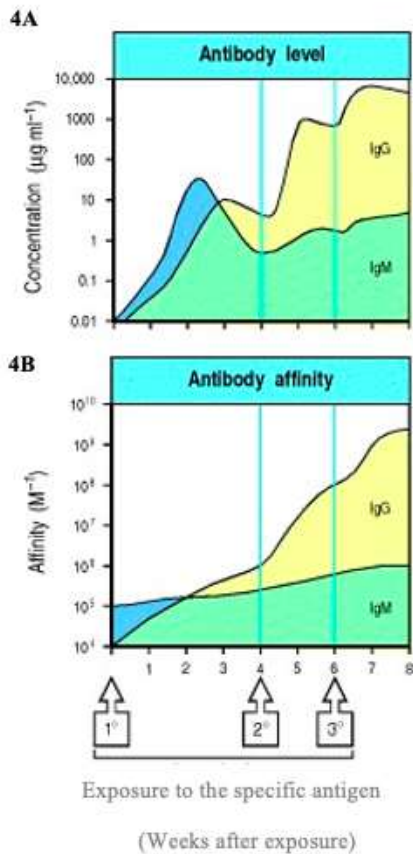 4A
Antibody level
Concentration (µg ml⁻¹)
10,000
1000
100
10
1
0.1
0.01
IgG
IgM
4B
Antibody affinity
Affinity (M⁻¹)
10¹⁰
10⁹
10⁸
10⁷
10⁶
10⁵
10⁴
IgG
IgM
1 2 3 4 5 6 7 8
1° 2° 3°
Exposure to the specific antigen
(Weeks after exposure)